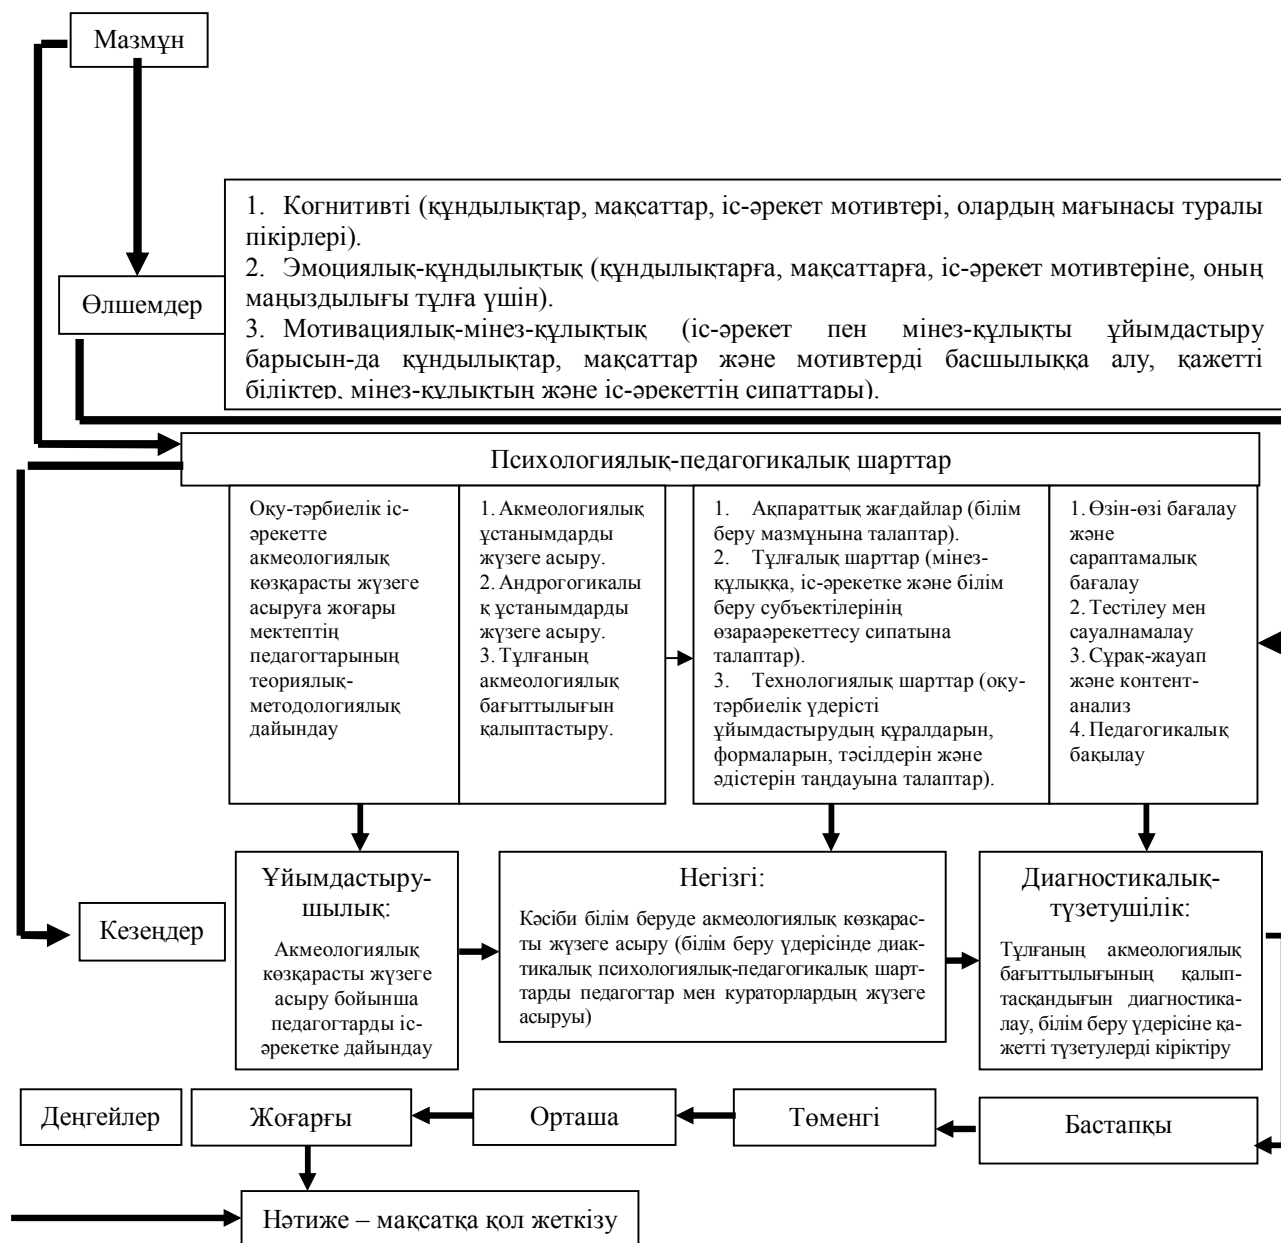 Мазмұн
1. Когнитивті (құндылықтар, мақсаттар, іс-әрекет мотивтері, олардың мағынасы туралы
пікірлері).
2. Эмоциялық-құндылықтық (құндылықтарға, мақсаттарға, іс-әрекет мотивтеріне, оның
маңыздылығы тұлға үшін).
3. Мотивациялық-мінез-құлықтық (іс-әрекет пен мінез-құлықты ұйымдастыру
барысын-да құндылықтар, мақсаттар және мотивтерді басшылыққа алу, қажетті
біліктер, мінез-құлықтың және іс-әрекеттің сипаттары).
Өлшемдер
Психологиялық-педагогикалық шарттар
Оқу-тәрбиелік іс-
әрекетте
акмеологиялық
көзқарасты жүзеге
асыруға жоғары
мектептің
педагогтарының
теориялық-
методологиялық
дайындау
1. Акмеологиялық
ұстанымдарды
жүзеге асыру.
2. Андрогогикалы
қ ұстанымдарды
жүзеге асыру.
3. Тұлғаның
акмеологиялық
бағыттылығын
қалыптастыру.
1. Ақпараттық жағдайлар (білім
беру мазмұнына талаптар).
2. Тұлғалық шарттар (мінез-
құлыққа, іс-әрекетке және білім
беру субъектілерінің
өзараәрекеттесу сипатына
талаптар).
3. Технологиялық шарттар (оқу-
тәрбиелік үдерісті
ұйымдастырудың құралдарын,
формаларын, тәсілдерін және
әдістерін таңдауына талаптар).
1. Өзін-өзі бағалау
және
сараптамалық
бағалау
2. Тестілеу мен
сауалнамалау
3. Сұрақ-жауап
және контент-
анализ
4. Педагогикалық
бақылау
Кезеңдер
Ұйымдастыру-
шылық:
Акмеологиялық
көзқарасты жүзеге
асыру бойынша
педагогтарды іс-
әрекетке дайындау
Негізгі:
Кәсіби білім беруде акмеологиялық көзқарас-
ты жүзеге асыру (білім беру үдерісінде диак-
тикалық психологиялық-педагогикалық шарт-
тарды педагогтар мен кураторлардың жүзеге
асыруы)
Диагностикалық-
түзетушілік:
Тұлғаның акмеологиялық
бағыттылығының қалып-
тасқандығын диагностика-
лау, білім беру үдерісіне қа-
жетті түзетулерді кіріктіру
Деңгейлер
Жоғарғы
Орташа
Төменгі
Бастапқы
Нәтиже – мақсатқа қол жеткізу